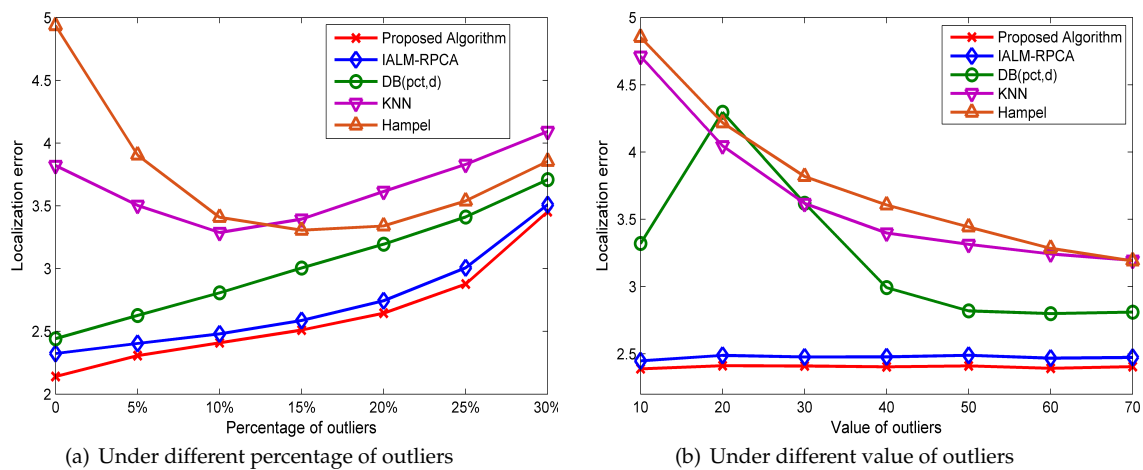 5
4.5
4
3.5
3
2.5
2
Localization error
0
5%
10%
15%
20%
25%
30%
Percentage of outliers
Proposed Algorithm
IALM-RPCA
DB(pct,d)
KNN
Hampel
(a) Under different percentage of outliers
5
4.5
4
3.5
3
2.5
Localization error
10
20
30
40
50
60
70
Value of outliers
Proposed Algorithm
IALM-RPCA
DB(pct,d)
KNN
Hampel
(b) Under different value of outliers